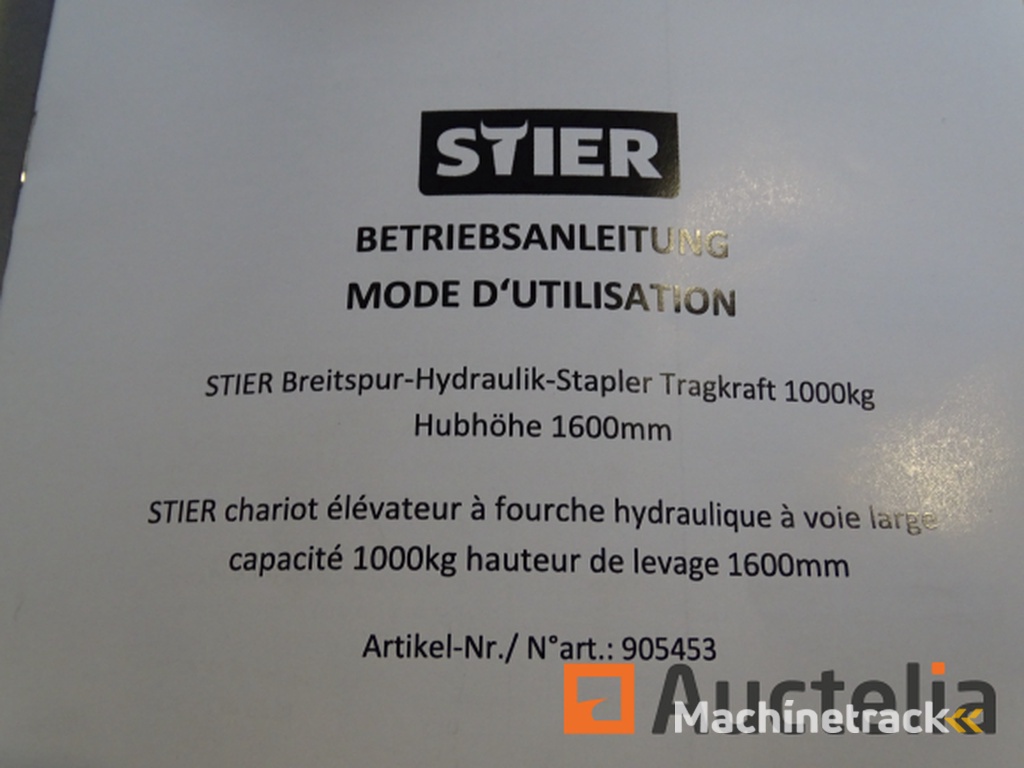 STIER
BETRIEBSANLEITUNG
MODE D‘UTILISATION
STIER Breitspur-Hydraulik-Stapler Tragkraft 1000kg
Hubhöhe 1600mm
STIER chariot élévateur à fourche hydraulique à voie large
capacité 1000kg hauteur de levage 1600mm
Artikel-Nr./ N°art.: 905453
Auctelia
Machinetrack